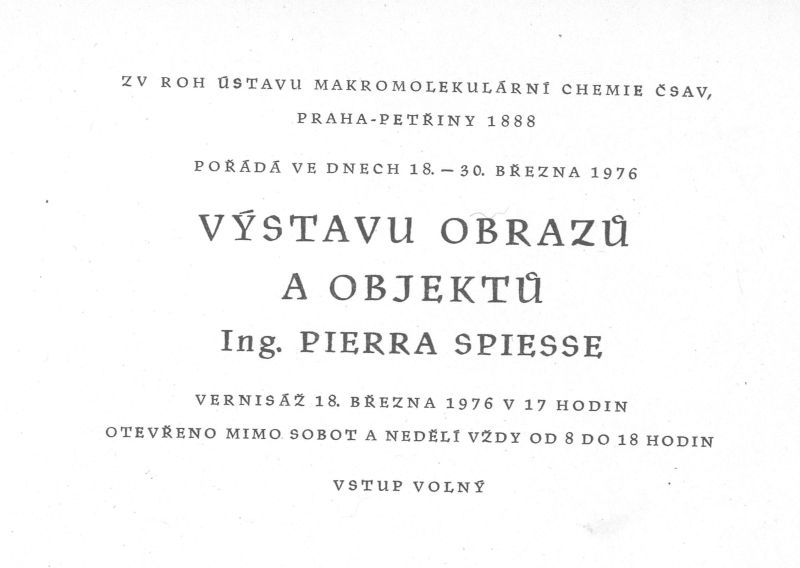 ZV ROH ÚSTAVU MAKROMOLEKULÁRNÍ CHEMIE ČSAV,
PRAHA-PETŘINY 1888
POŘÁDÁ VE DNECH 18. – 30. BŘEZNA 1976
VÝSTAVU OBRAZŮ
A OBJEKTŮ
Ing. PIERRA SPIESSE
VERNISÁŽ 18. BŘEZNA 1976 V 17 HODIN
OTEVŘENO MIMO SOBOT A NEDĚLÍ VŽDY OD 8 DO 18 HODIN
VSTUP VOLNÝ